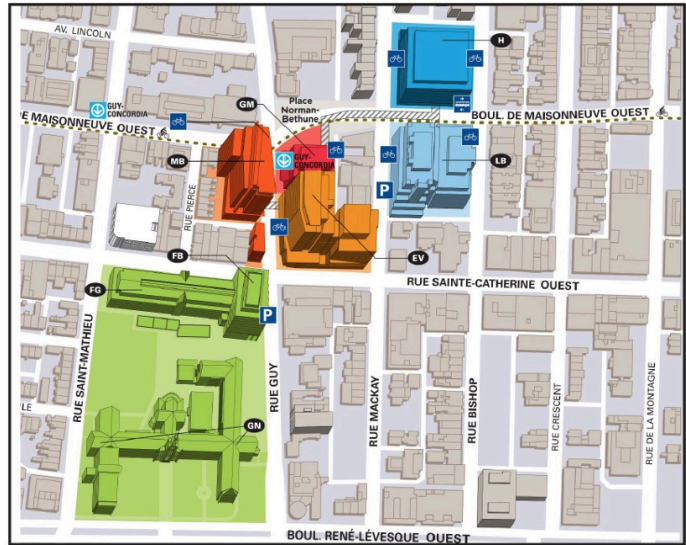 AV. LINCOLN
H
GUY-
CONCORDIA
GM
Place
Norman-
Bethune
BOUL. DE MAISONNEUVE OUEST
DE MAISONNEUVE OUEST
MB
GUY-
CONCORDIA
LB
RUE PIERCE
P
FB
EV
RUE SAINTE-CATHERINE OUEST
FG
P
RUE SAINT-MATHIEU
RUE GUY
RUE MACKAY
RUE BISHOP
RUE CRESCENT
RUE DE LA MONTAGNE
GN
BOUL. RENÉ-LÉVESQUE OUEST